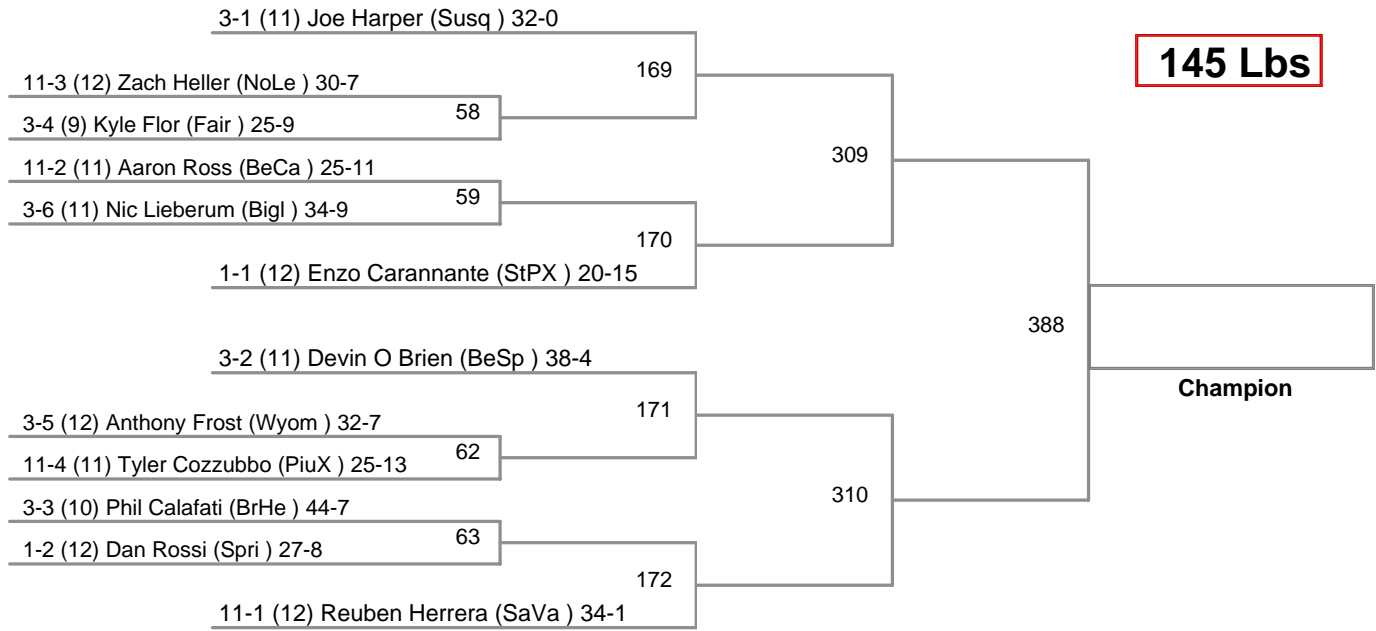 3-1 (11) Joe Harper (Susq ) 32-0
145 Lbs
169
11-3 (12) Zach Heller (NoLe ) 30-7
58
3-4 (9) Kyle Flor (Fair ) 25-9
309
11-2 (11) Aaron Ross (BeCa ) 25-11
59
3-6 (11) Nic Lieberum (Bigl ) 34-9
170
1-1 (12) Enzo Carannante (StPX ) 20-15
388
3-2 (11) Devin O Brien (BeSp ) 38-4
Champion
171
3-5 (12) Anthony Frost (Wyom ) 32-7
62
11-4 (11) Tyler Cozzubbo (PiuX ) 25-13
310
3-3 (10) Phil Calafati (BrHe ) 44-7
63
1-2 (12) Dan Rossi (Spri ) 27-8
172
11-1 (12) Reuben Herrera (SaVa ) 34-1